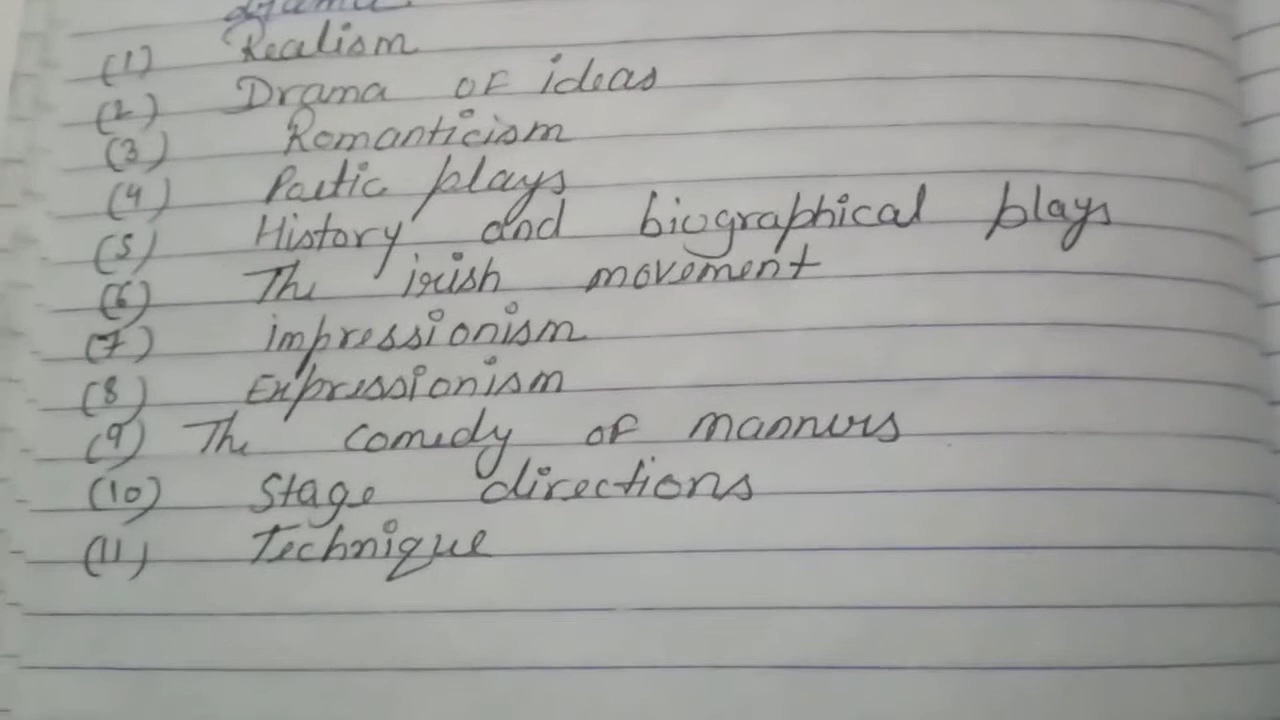 drama
(1) Realism
(2) Drama of ideas
(3) Romanticism
(4) Poetic plays
(5) History and biographical plays
(6) The irish movement
(7) impressionism
(8) Expressionism
(9) The comedy of manners
(10) Stage directions
(11) Technique